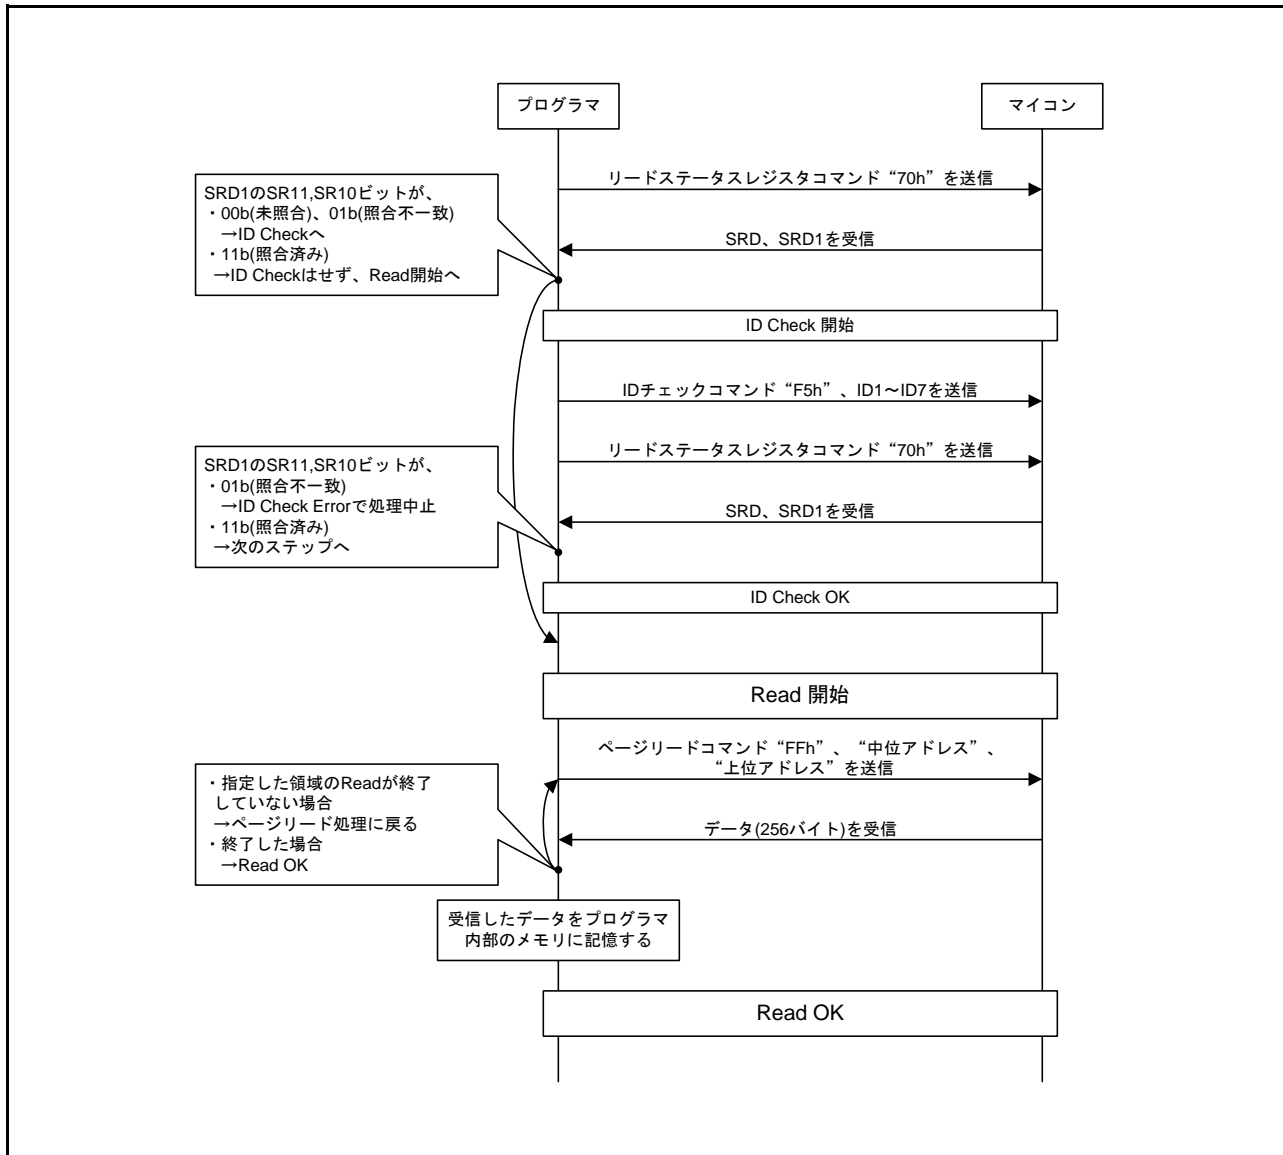 プログラマ
マイコン
リードステータスレジスタコマンド“70h”を送信
SRD1のSR11,SR10ビットが、
・00b(未照合)、01b(照合不一致)
→ID Checkへ
・11b(照合済み)
→ID Checkはせず、Read開始へ
SRD、SRD1を受信
ID Check 開始
IDチェックコマンド“F5h”、ID1～ID7を送信
リードステータスレジスタコマンド“70h”を送信
SRD1のSR11,SR10ビットが、
・01b(照合不一致)
→ID Check Errorで処理中止
・11b(照合済み)
→次のステップへ
SRD、SRD1を受信
ID Check OK
Read 開始
ページリードコマンド“FFh”、“中位アドレス”、
“上位アドレス”を送信
・指定した領域のReadが終了
していない場合
→ページリード処理に戻る
・終了した場合
→Read OK
データ(256バイト)を受信
受信したデータをプログラマ
内部のメモリに記憶する
Read OK